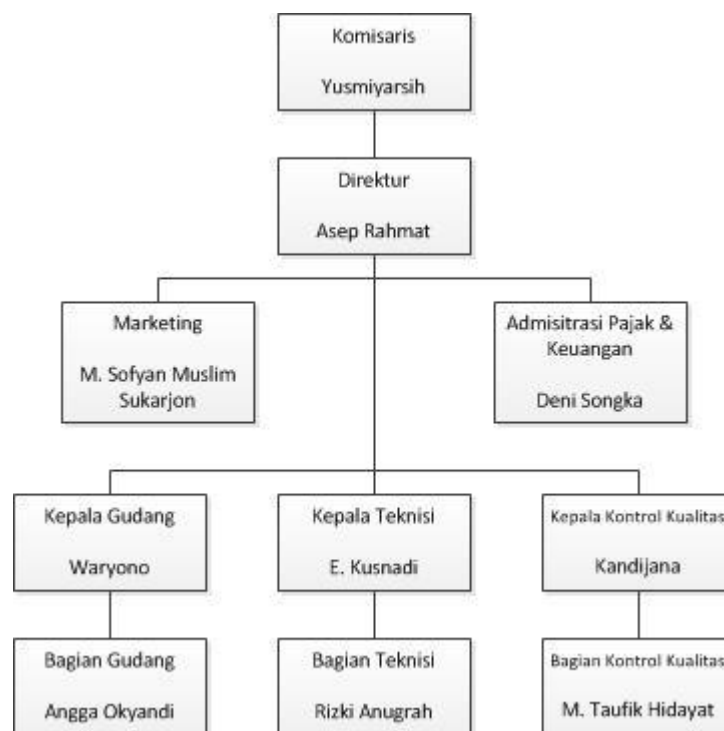 Komisaris
Yusmiyarsih
Direktur
Asep Rahmat
Marketing
M. Sofyan Muslim
Sukarjon
Admisitrasi Pajak &
Keuangan
Deni Songka
Kepala Gudang
Waryono
Kepala Teknisi
E. Kusnadi
Kepala Kontrol Kualitas
Kandijana
Bagian Gudang
Angga Okyandi
Bagian Teknisi
Rizki Anugrah
Bagian Kontrol Kualitas
M. Taufik Hidayat